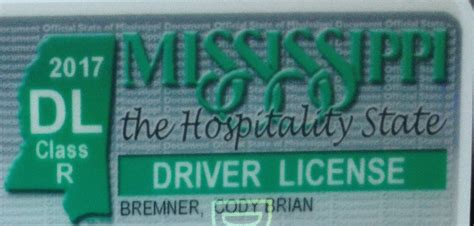 2017
DL
Class
R
MISSISSIPPI
the Hospitality State
DRIVER LICENSE
BREMNER, CODY BRIAN